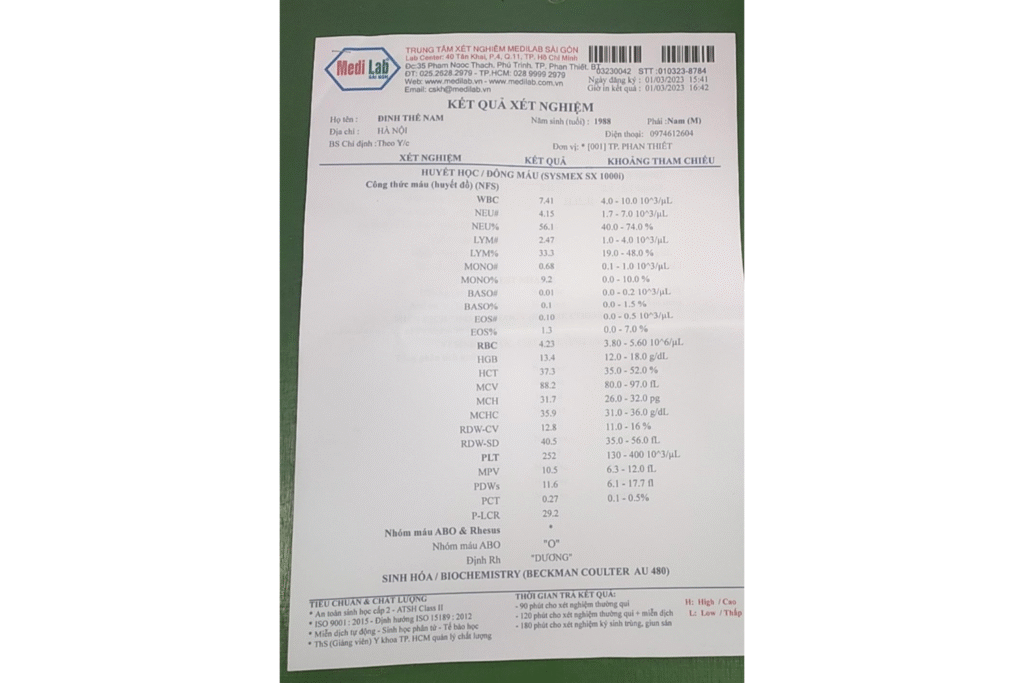 Medi Lab
SÀI GÒN
TRUNG TÂM XÉT NGHIỆM MEDILAB SÀI GÒN
Lab Center: 40 Tân Khai, P.4, Q.11, TP. Hồ Chí Minh
Đc:35 Phạm Ngọc Thạch, Phú Trinh, TP. Phan Thiết, BT
ĐT: 025.2628.2979 - TP.HCM: 028 9999 2979
Web: www.medilab.vn - www.medilab.com.vn
Email: cskh@medilab.vn
03230042 STT :010323-8784
Ngày đăng ký : 01/03/2023 15:41
Giờ in kết quả : 01/03/2023 16:42
KẾT QUẢ XÉT NGHIỆM
Họ tên : ĐINH THẾ NAM Năm sinh (tuổi) : 1988 Phái :Nam (M)
Địa chỉ : HÀ NỘI Điện thoại: 0974612604
BS Chỉ định :Theo Y/c Đơn vị: * [001] TP. PHAN THIẾT
XÉT NGHIỆM KẾT QUẢ KHOẢNG THAM CHIẾU
HUYẾT HỌC / ĐÔNG MÁU (SYSMEX SX 1000i)
Công thức máu (huyết đồ) (NFS)
WBC 7.41 4.0 - 10.0 10^3/µL
NEU# 4.15 1.7 - 7.0 10^3/µL
NEU% 56.1 40.0 - 74.0 %
LYM# 2.47 1.0 - 4.0 10^3/µL
LYM% 33.3 19.0 - 48.0 %
MONO# 0.68 0.1 - 1.0 10^3/µL
MONO% 9.2 0.0 - 10.0 %
BASO# 0.01 0.0 - 0.2 10^3/µL
BASO% 0.1 0.0 - 1.5 %
EOS# 0.10 0.0 - 0.5 10^3/µL
EOS% 1.3 0.0 - 7.0 %
RBC 4.23 3.80 - 5.60 10^6/µL
HGB 13.4 12.0 - 18.0 g/dL
HCT 37.3 35.0 - 52.0 %
MCV 88.2 80.0 - 97.0 fL
MCH 31.7 26.0 - 32.0 pg
MCHC 35.9 31.0 - 36.0 g/dL
RDW-CV 12.8 11.0 - 16 %
RDW-SD 40.5 35.0 - 56.0 fL
PLT 252 130 - 400 10^3/µL
MPV 10.5 6.3 - 12.0 fL
PDWs 11.6 6.1 - 17.7 fl
PCT 0.27 0.1 - 0.5%
P-LCR 29.2
Nhóm máu ABO & Rhesus *
Nhóm máu ABO "O"
Định Rh "DƯƠNG"
SINH HÓA / BIOCHEMISTRY (BECKMAN COULTER AU 480)
TIÊU CHUẨN & CHẤT LƯỢNG
* An toàn sinh học cấp 2 - ATSH Class II
* ISO 9001 : 2015 - Định hướng ISO 15189 : 2012
* Miễn dịch tự động - Sinh học phân tử - Tế bào học
* ThS (Giảng viên) Y khoa TP. HCM quản lý chất lượng
THỜI GIAN TRẢ KẾT QUẢ:
- 90 phút cho xét nghiệm thường qui
- 120 phút cho xét nghiệm thường qui + miễn dịch
- 180 phút cho xét nghiệm ký sinh trùng, giun sán
H: High / Cao
L: Low / Thấp